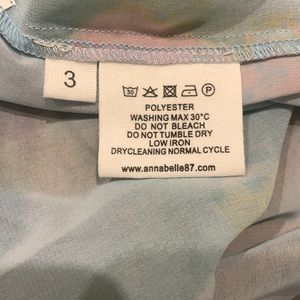 3
30 P
POLYESTER
WASHING MAX 30°C
DO NOT BLEACH
DO NOT TUMBLE DRY
LOW IRON
DRYCLEANING NORMAL CYCLE
www.annabelle87.com